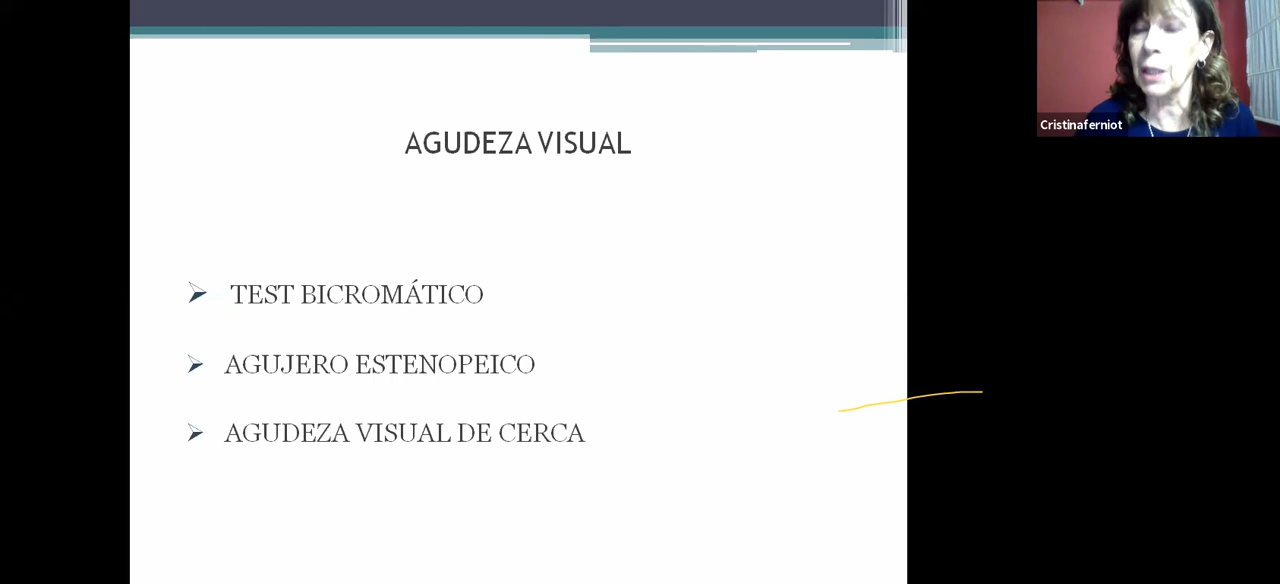 AGUDEZA VISUAL
TEST BICROMÁTICO
AGUJERO ESTENOPEICO
AGUDEZA VISUAL DE CERCA
Cristinaferniot